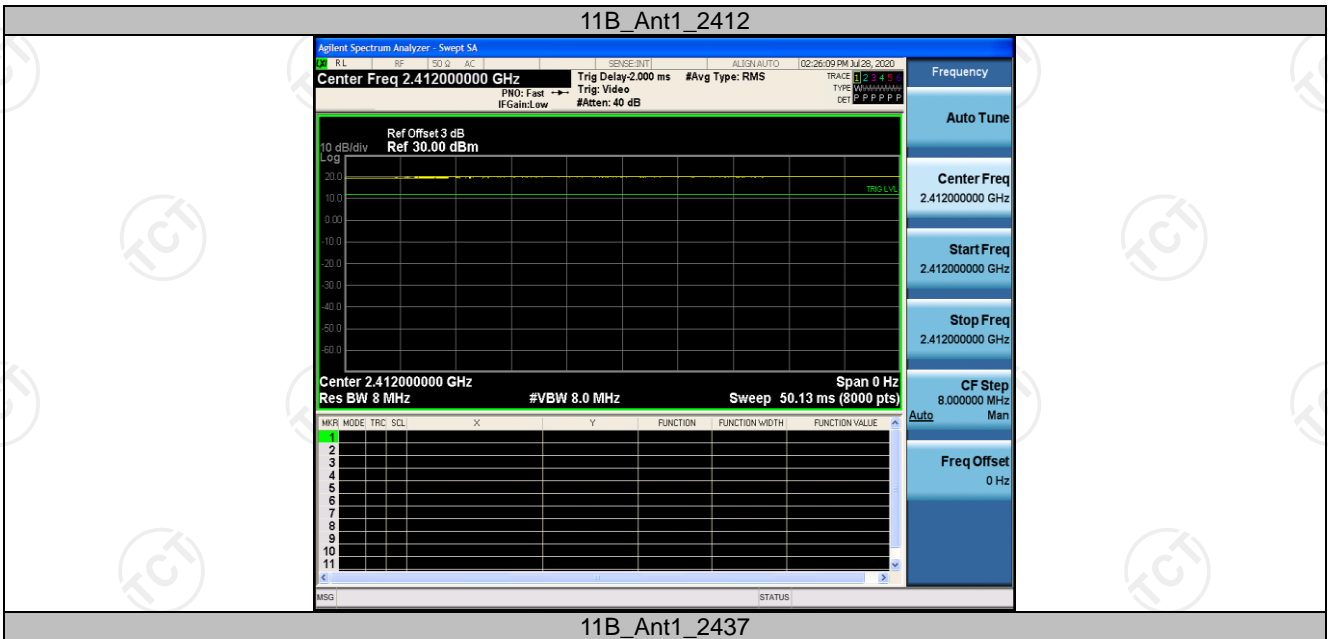 11B_Ant1_2412
Agilent Spectrum Analyzer - Swept SA
RL RF 50 Ω AC SENSE:INT ALIGN AUTO 02:26:09 PM Jul 28, 2020
Center Freq 2.412000000 GHz Trig Delay-2.000 ms #Avg Type: RMS TRACE 1 2 3 4 5 6
PNO: Fast Trig: Video TYPE
IFGain:Low #Atten: 40 dB DET P P P P P P
Frequency
Auto Tune
Center Freq
2.412000000 GHz
Start Freq
2.412000000 GHz
Stop Freq
2.412000000 GHz
CF Step
8.000000 MHz
Auto Man
Freq Offset
0 Hz
Ref Offset 3 dB
10 dB/div Ref 30.00 dBm
Log
20.0
TRIG LVL
10.0
0.00
-10.0
-20.0
-30.0
-40.0
-50.0
-60.0
Center 2.412000000 GHz Span 0 Hz
Res BW 8 MHz #VBW 8.0 MHz Sweep 50.13 ms (8000 pts)
MKR MODE TRC SCL X Y FUNCTION FUNCTION WIDTH FUNCTION VALUE
1
2
3
4
5
6
7
8
9
10
11
MSG STATUS
11B_Ant1_2437
TCT
TCT
TCT
TCT